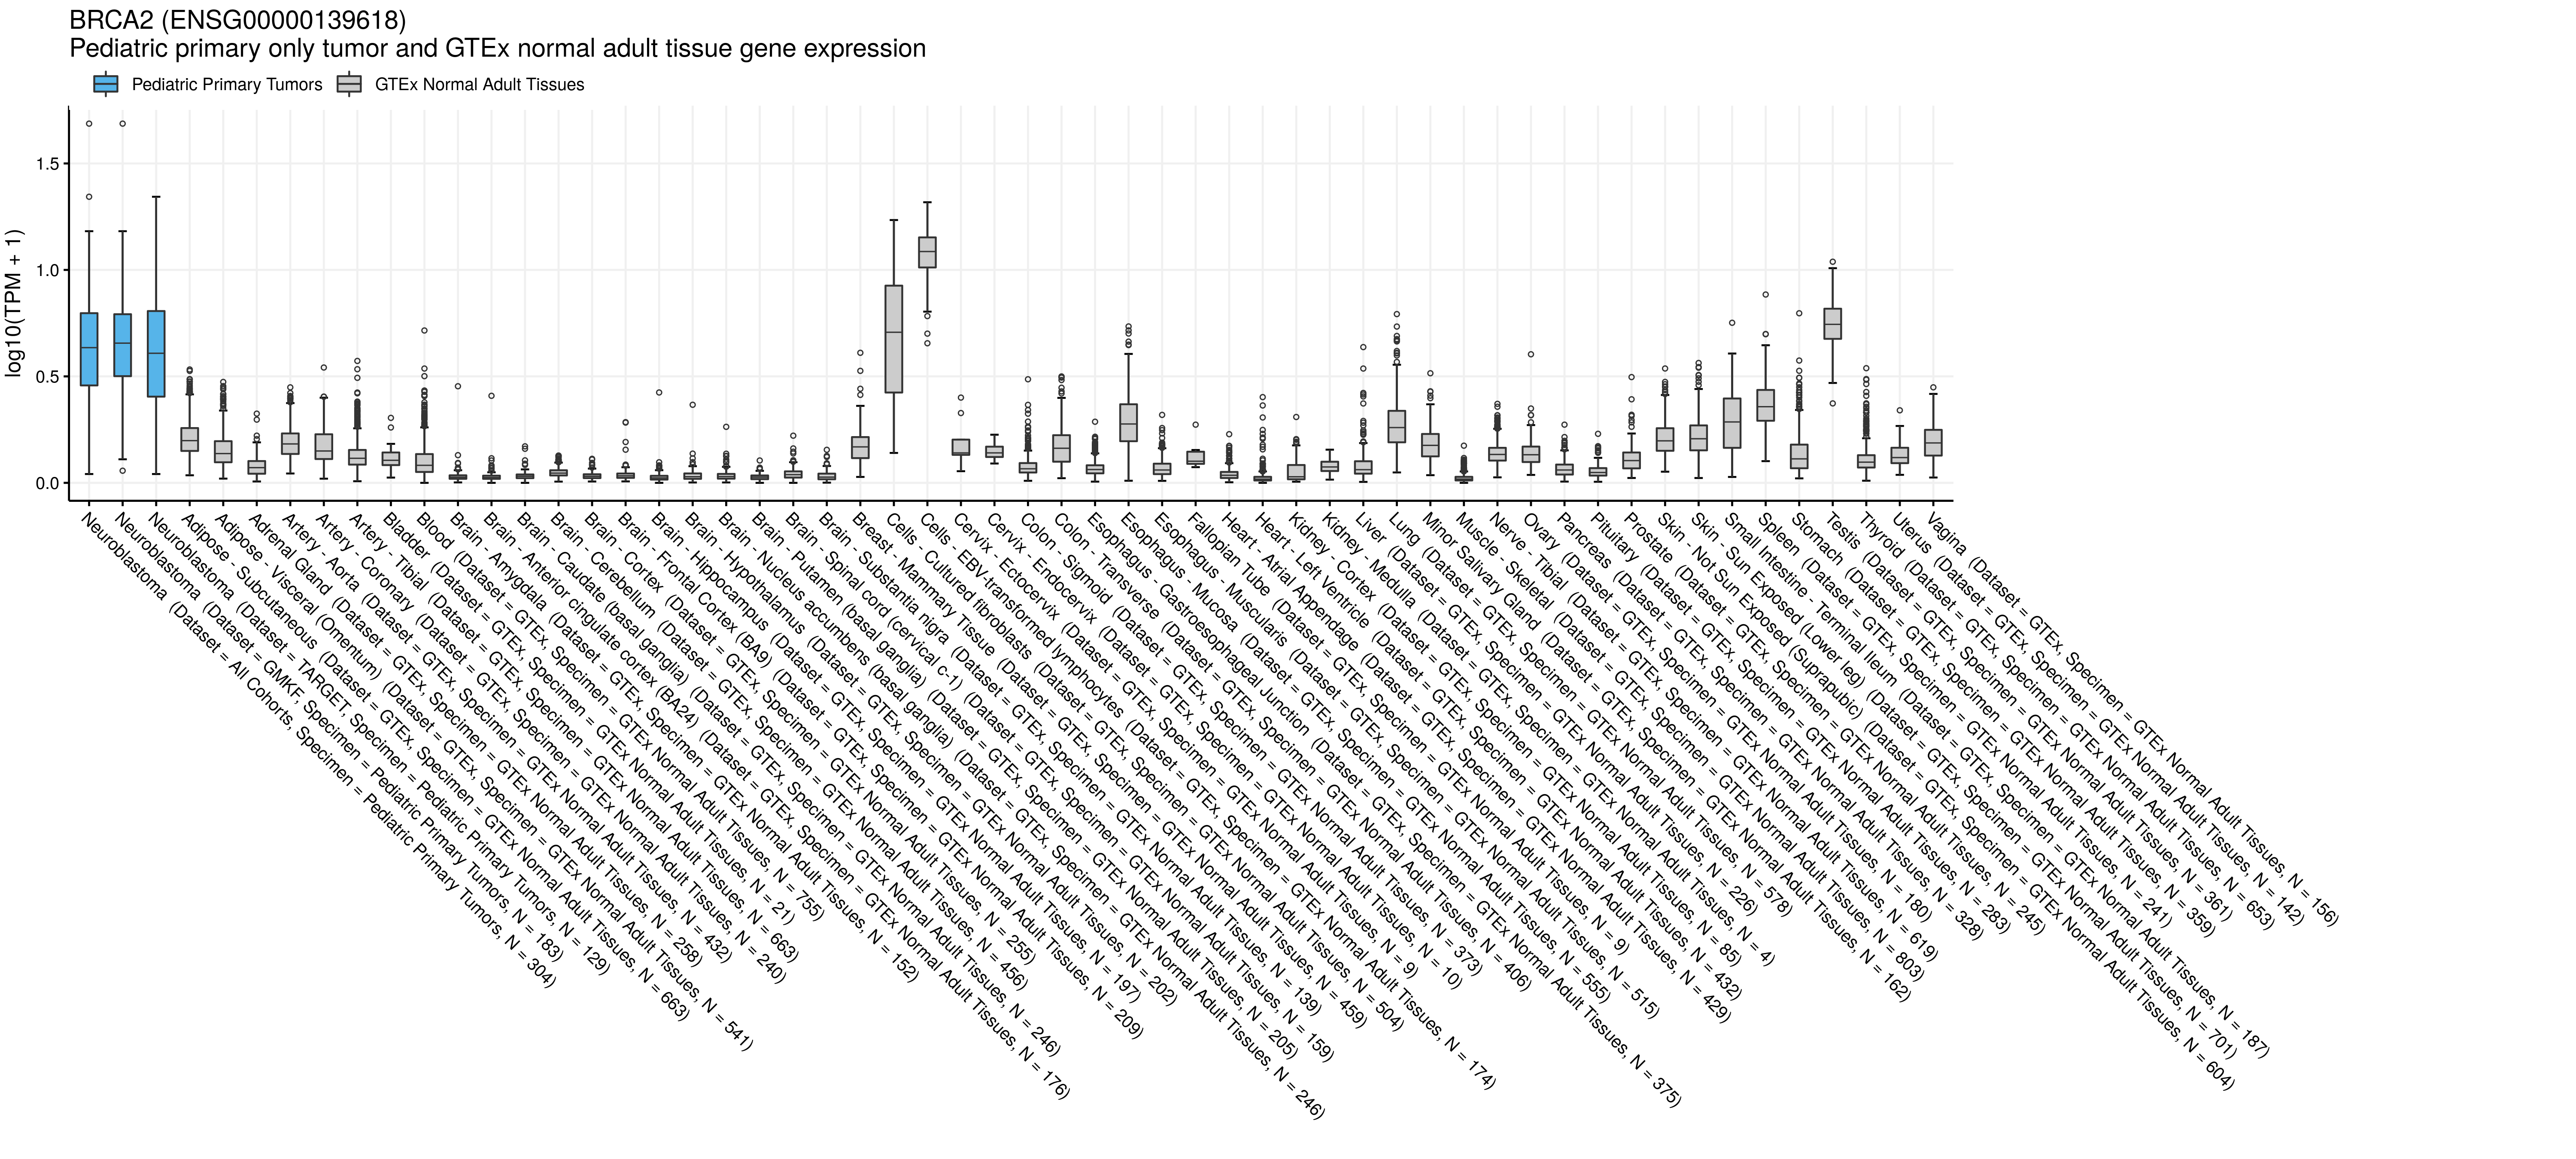 BRCA2 (ENSG00000139618)
Pediatric primary only tumor and GTEx normal adult tissue gene expression
Pediatric Primary Tumors
GTEx Normal Adult Tissues
log10(TPM + 1)
1.5
1.0
0.5
0.0
Neuroblastoma (Dataset = All Cohorts, Specimen = Pediatric Primary Tumors, N = 304)
Neuroblastoma (Dataset = GMKF, Specimen = Pediatric Primary Tumors, N = 183)
Neuroblastoma (Dataset = TARGET, Specimen = Pediatric Primary Tumors, N = 129)
Adipose - Subcutaneous (Dataset = GTEx, Specimen = GTEx Normal Adult Tissues, N = 663)
Adipose - Visceral (Omentum) (Dataset = GTEx, Specimen = GTEx Normal Adult Tissues, N = 541)
Adrenal Gland (Dataset = GTEx, Specimen = GTEx Normal Adult Tissues, N = 258)
Artery - Aorta (Dataset = GTEx, Specimen = GTEx Normal Adult Tissues, N = 432)
Artery - Coronary (Dataset = GTEx, Specimen = GTEx Normal Adult Tissues, N = 240)
Artery - Tibial (Dataset = GTEx, Specimen = GTEx Normal Adult Tissues, N = 663)
Bladder (Dataset = GTEx, Specimen = GTEx Normal Adult Tissues, N = 21)
Blood (Dataset = GTEx, Specimen = GTEx Normal Adult Tissues, N = 755)
Brain - Amygdala (Dataset = GTEx, Specimen = GTEx Normal Adult Tissues, N = 152)
Brain - Anterior cingulate cortex (BA24) (Dataset = GTEx, Specimen = GTEx Normal Adult Tissues, N = 176)
Brain - Caudate (basal ganglia) (Dataset = GTEx, Specimen = GTEx Normal Adult Tissues, N = 246)
Brain - Cerebellum (Dataset = GTEx, Specimen = GTEx Normal Adult Tissues, N = 456)
Brain - Cortex (Dataset = GTEx, Specimen = GTEx Normal Adult Tissues, N = 255)
Brain - Frontal Cortex (BA9) (Dataset = GTEx, Specimen = GTEx Normal Adult Tissues, N = 209)
Brain - Hippocampus (Dataset = GTEx, Specimen = GTEx Normal Adult Tissues, N = 197)
Brain - Hypothalamus (Dataset = GTEx, Specimen = GTEx Normal Adult Tissues, N = 202)
Brain - Nucleus accumbens (basal ganglia) (Dataset = GTEx, Specimen = GTEx Normal Adult Tissues, N = 246)
Brain - Putamen (basal ganglia) (Dataset = GTEx, Specimen = GTEx Normal Adult Tissues, N = 205)
Brain - Spinal cord (cervical c-1) (Dataset = GTEx, Specimen = GTEx Normal Adult Tissues, N = 159)
Brain - Substantia nigra (Dataset = GTEx, Specimen = GTEx Normal Adult Tissues, N = 139)
Breast - Mammary Tissue (Dataset = GTEx, Specimen = GTEx Normal Adult Tissues, N = 459)
Cells - Cultured fibroblasts (Dataset = GTEx, Specimen = GTEx Normal Adult Tissues, N = 504)
Cells - EBV-transformed lymphocytes (Dataset = GTEx, Specimen = GTEx Normal Adult Tissues, N = 174)
Cervix - Ectocervix (Dataset = GTEx, Specimen = GTEx Normal Adult Tissues, N = 9)
Cervix - Endocervix (Dataset = GTEx, Specimen = GTEx Normal Adult Tissues, N = 10)
Colon - Sigmoid (Dataset = GTEx, Specimen = GTEx Normal Adult Tissues, N = 373)
Colon - Transverse (Dataset = GTEx, Specimen = GTEx Normal Adult Tissues, N = 406)
Esophagus - Gastroesophageal Junction (Dataset = GTEx, Specimen = GTEx Normal Adult Tissues, N = 375)
Esophagus - Mucosa (Dataset = GTEx, Specimen = GTEx Normal Adult Tissues, N = 555)
Esophagus - Muscularis (Dataset = GTEx, Specimen = GTEx Normal Adult Tissues, N = 515)
Fallopian Tube (Dataset = GTEx, Specimen = GTEx Normal Adult Tissues, N = 9)
Heart - Atrial Appendage (Dataset = GTEx, Specimen = GTEx Normal Adult Tissues, N = 429)
Heart - Left Ventricle (Dataset = GTEx, Specimen = GTEx Normal Adult Tissues, N = 432)
Kidney - Cortex (Dataset = GTEx, Specimen = GTEx Normal Adult Tissues, N = 85)
Kidney - Medulla (Dataset = GTEx, Specimen = GTEx Normal Adult Tissues, N = 4)
Liver (Dataset = GTEx, Specimen = GTEx Normal Adult Tissues, N = 226)
Lung (Dataset = GTEx, Specimen = GTEx Normal Adult Tissues, N = 578)
Minor Salivary Gland (Dataset = GTEx, Specimen = GTEx Normal Adult Tissues, N = 162)
Muscle - Skeletal (Dataset = GTEx, Specimen = GTEx Normal Adult Tissues, N = 803)
Nerve - Tibial (Dataset = GTEx, Specimen = GTEx Normal Adult Tissues, N = 619)
Ovary (Dataset = GTEx, Specimen = GTEx Normal Adult Tissues, N = 180)
Pancreas (Dataset = GTEx, Specimen = GTEx Normal Adult Tissues, N = 328)
Pituitary (Dataset = GTEx, Specimen = GTEx Normal Adult Tissues, N = 283)
Prostate (Dataset = GTEx, Specimen = GTEx Normal Adult Tissues, N = 245)
Skin - Not Sun Exposed (Suprapubic) (Dataset = GTEx, Specimen = GTEx Normal Adult Tissues, N = 604)
Skin - Sun Exposed (Lower leg) (Dataset = GTEx, Specimen = GTEx Normal Adult Tissues, N = 701)
Small Intestine - Terminal Ileum (Dataset = GTEx, Specimen = GTEx Normal Adult Tissues, N = 187)
Spleen (Dataset = GTEx, Specimen = GTEx Normal Adult Tissues, N = 241)
Stomach (Dataset = GTEx, Specimen = GTEx Normal Adult Tissues, N = 359)
Testis (Dataset = GTEx, Specimen = GTEx Normal Adult Tissues, N = 361)
Thyroid (Dataset = GTEx, Specimen = GTEx Normal Adult Tissues, N = 653)
Uterus (Dataset = GTEx, Specimen = GTEx Normal Adult Tissues, N = 142)
Vagina (Dataset = GTEx, Specimen = GTEx Normal Adult Tissues, N = 156)